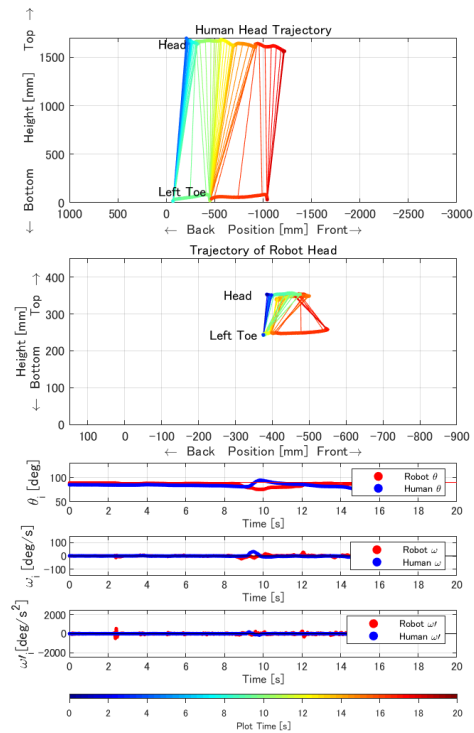 Human Head Trajectory
Head
Left Toe
Height [mm]
← Bottom Top →
1500
1000
500
0
1000 500 0 -500 -1000 -1500 -2000 -2500 -3000
← Back Position [mm] Front→
Trajectory of Robot Head
Head
Left Toe
Height [mm]
← Bottom Top →
400
300
200
100
0
100 0 -100 -200 -300 -400 -500 -600 -700 -800 -900
← Back Position [mm] Front→
θi [deg]
100
50
Robot θ
Human θ
0 2 4 6 8 10 12 14 16 18 20
Time [s]
ωi [deg/s]
100
0
-100
Robot ω
Human ω
0 2 4 6 8 10 12 14 16 18 20
Time [s]
ω′i[deg/s²]
2000
0
-2000
Robot ω′
Human ω′
0 2 4 6 8 10 12 14 16 18 20
Time [s]
0 2 4 6 8 10 12 14 16 18 20
Plot Time [s]